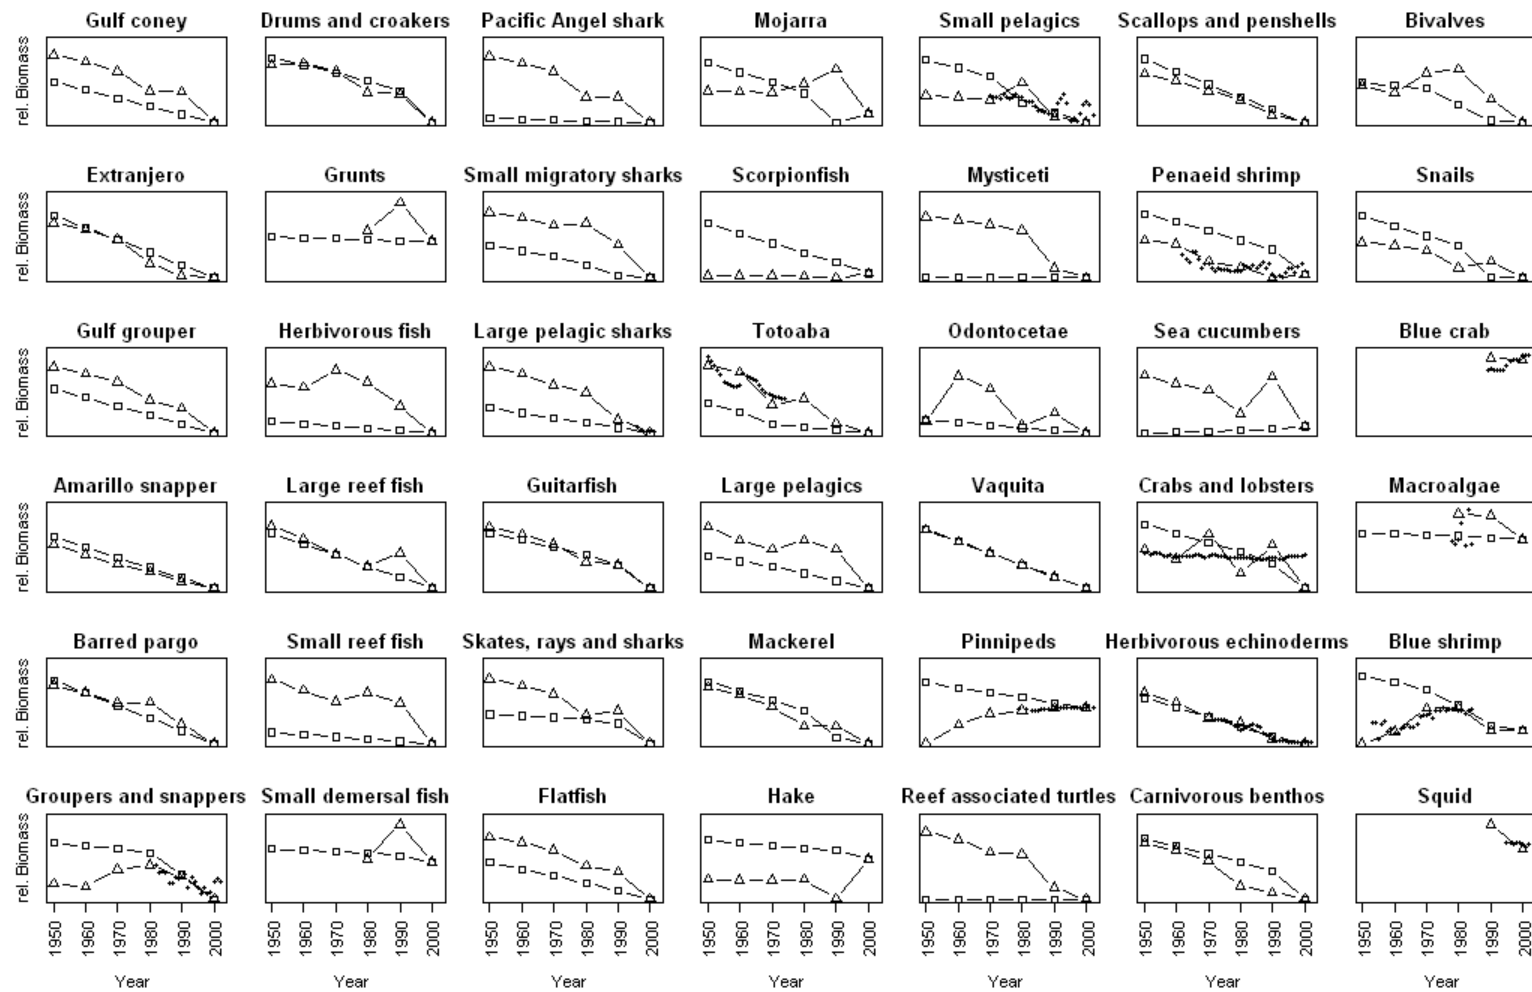 Gulf coney Drums and croakers Pacific Angel shark Mojarra Small pelagics Scallops and penshells Bivalves
rel. Biomass
Extranjero Grunts Small migratory sharks Scorpionfish Mysticeti Penaeid shrimp Snails
rel. Biomass
Gulf grouper Herbivorous fish Large pelagic sharks Totoaba Odontocetae Sea cucumbers Blue crab
rel. Biomass
Amarillo snapper Large reef fish Guitarfish Large pelagics Vaquita Crabs and lobsters Macroalgae
rel. Biomass
Barred pargo Small reef fish Skates, rays and sharks Mackerel Pinnipeds Herbivorous echinoderms Blue shrimp
rel. Biomass
Groupers and snappers Small demersal fish Flatfish Hake Reef associated turtles Carnivorous benthos Squid
rel. Biomass
1950 1960 1970 1980 1990 2000 1950 1960 1970 1980 1990 2000 1950 1960 1970 1980 1990 2000 1950 1960 1970 1980 1990 2000 1950 1960 1970 1980 1990 2000 1950 1960 1970 1980 1990 2000 1950 1960 1970 1980 1990 2000
Year Year Year Year Year Year Year